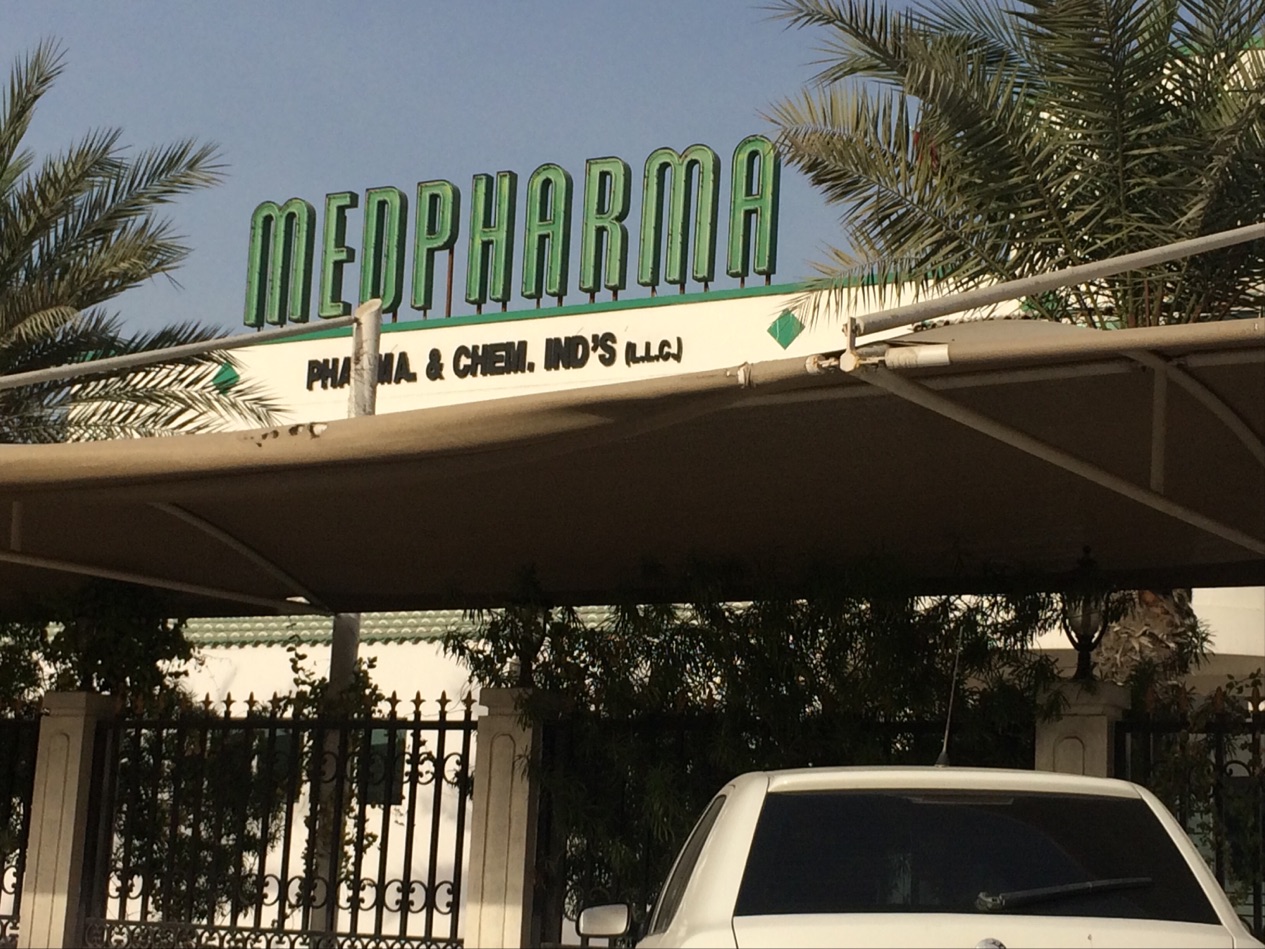 MEDPHARMA
PHARMA. & CHEM. IND'S (L.L.C.)